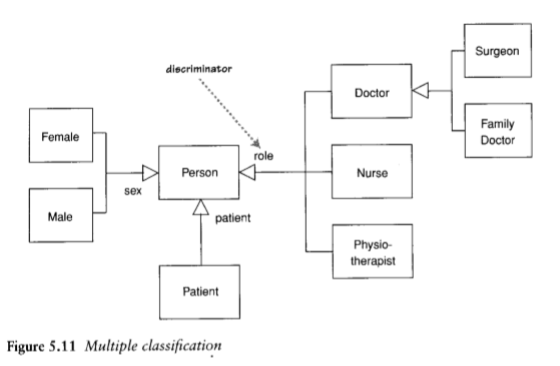 discriminator
Surgeon
Doctor
Family
Doctor
Female
Person
role
Nurse
sex
Male
patient
Physio-
therapist
Patient
Figure 5.11 Multiple classification